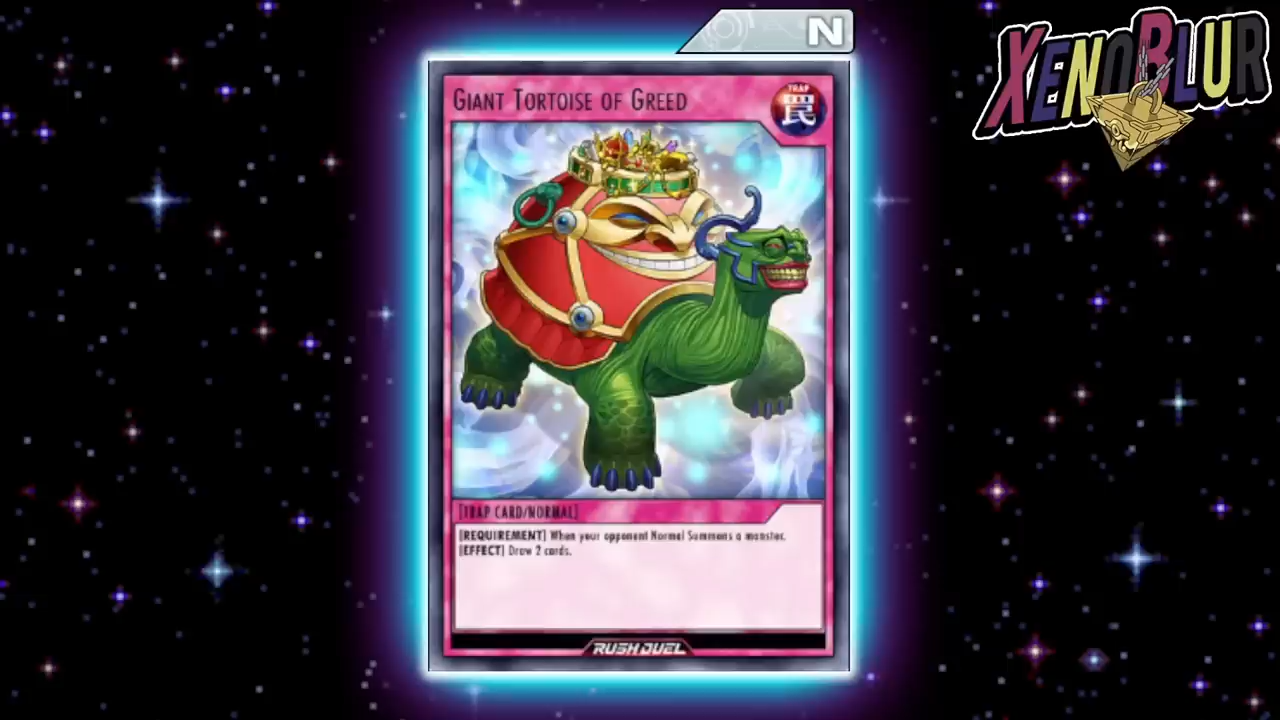 N
XENOBLUR
GIANT TORTOISE OF GREED
TRAP
罠
[TRAP CARD/NORMAL]
[REQUIREMENT] When your opponent Normal Summons a monster.
[EFFECT] Draw 2 cards.
RUSH DUEL